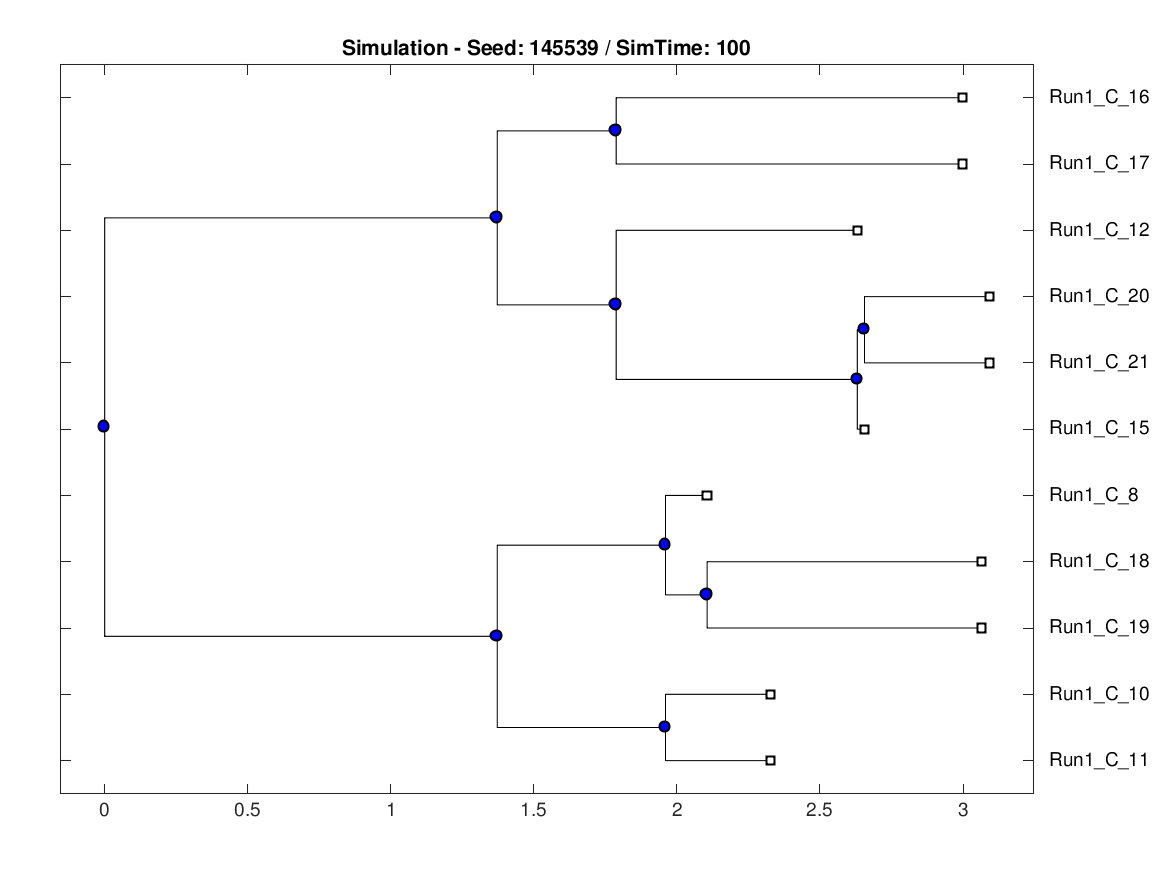 Simulation - Seed: 145539 / SimTime: 100
Run1_C_16
Run1_C_17
Run1_C_12
Run1_C_20
Run1_C_21
Run1_C_15
Run1_C_8
Run1_C_18
Run1_C_19
Run1_C_10
Run1_C_11
0 0.5 1 1.5 2 2.5 3